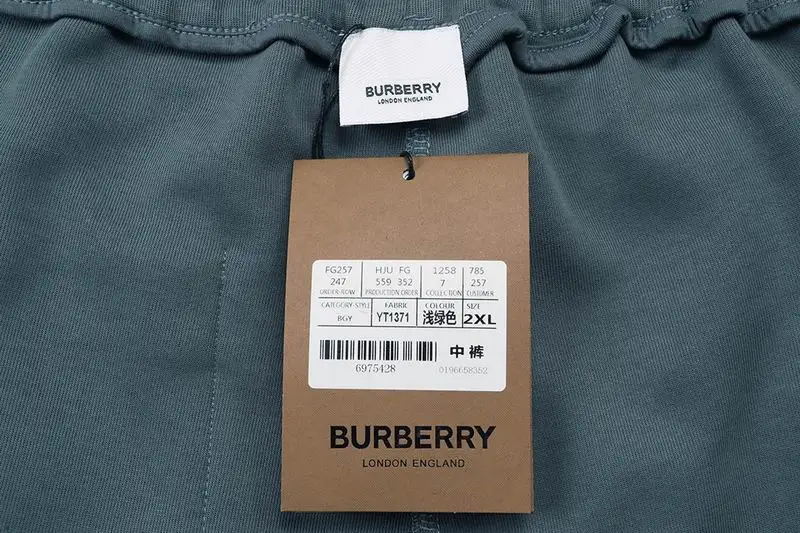 BURBERRY
LONDON ENGLAND
FG257 HJU FG 1258 785
247 559 352 7 257
ORDER-ROW PRODUCTION ORDER COLLECTION CUSTOMER
CATEGORY-STYLE FABRIC COLOUR SIZE
BGY YT1371 浅绿色 2XL
中裤
6975428 0196658352
BURBERRY
LONDON ENGLAND